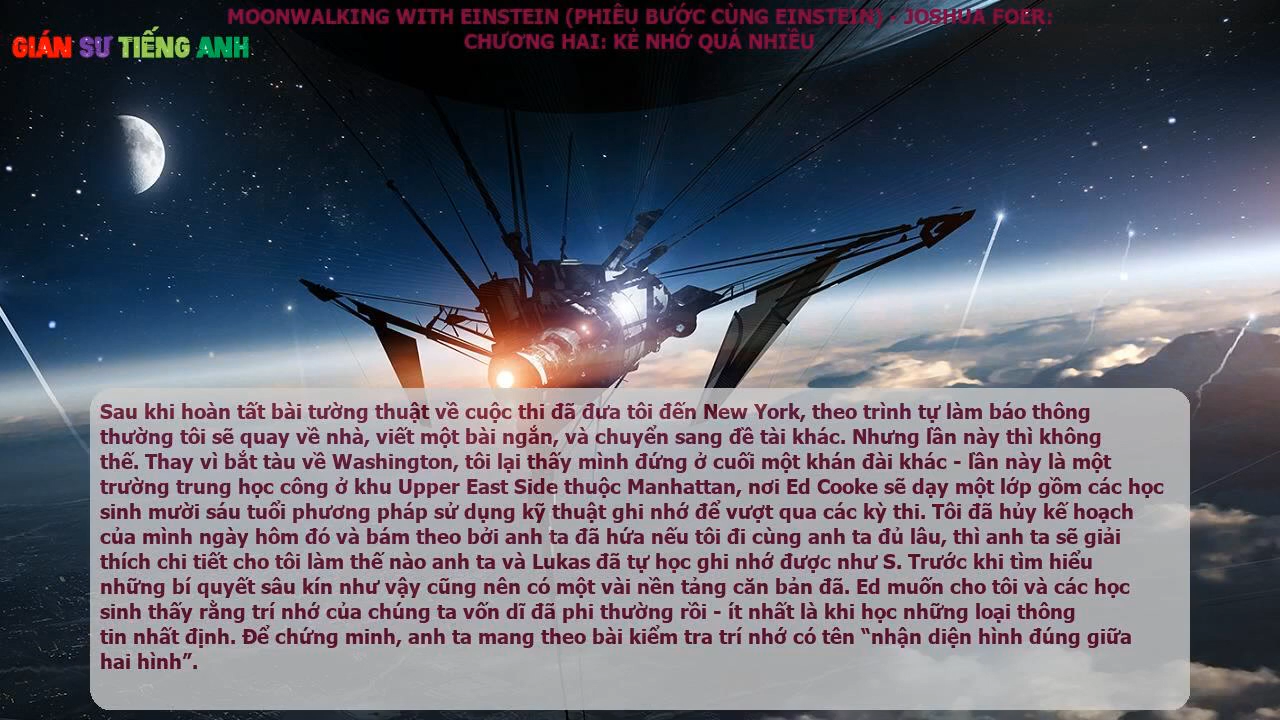 MOONWALKING WITH EINSTEIN (PHIÊU BƯỚC CÙNG EINSTEIN) - JOSHUA FOER:
CHƯƠNG HAI: KẺ NHỚ QUÁ NHIỀU
GIÁN SƯ TIẾNG ANH
Sau khi hoàn tất bài tường thuật về cuộc thi đã đưa tôi đến New York, theo trình tự làm báo thông
thường tôi sẽ quay về nhà, viết một bài ngắn, và chuyển sang đề tài khác. Nhưng lần này thì không
thế. Thay vì bắt tàu về Washington, tôi lại thấy mình đứng ở cuối một khán đài khác - lần này là một
trường trung học công ở khu Upper East Side thuộc Manhattan, nơi Ed Cooke sẽ dạy một lớp gồm các học
sinh mười sáu tuổi phương pháp sử dụng kỹ thuật ghi nhớ để vượt qua các kỳ thi. Tôi đã hủy kế hoạch
của mình ngày hôm đó và bám theo bởi anh ta đã hứa nếu tôi đi cùng anh ta đủ lâu, thì anh ta sẽ giải
thích chi tiết cho tôi làm thế nào anh ta và Lukas đã tự học ghi nhớ được như S. Trước khi tìm hiểu
những bí quyết sâu kín như vậy cũng nên có một vài nền tảng căn bản đã. Ed muốn cho tôi và các học
sinh thấy rằng trí nhớ của chúng ta vốn dĩ đã phi thường rồi - ít nhất là khi học những loại thông
tin nhất định. Để chứng minh, anh ta mang theo bài kiểm tra trí nhớ có tên “nhận diện hình đúng giữa
hai hình”.